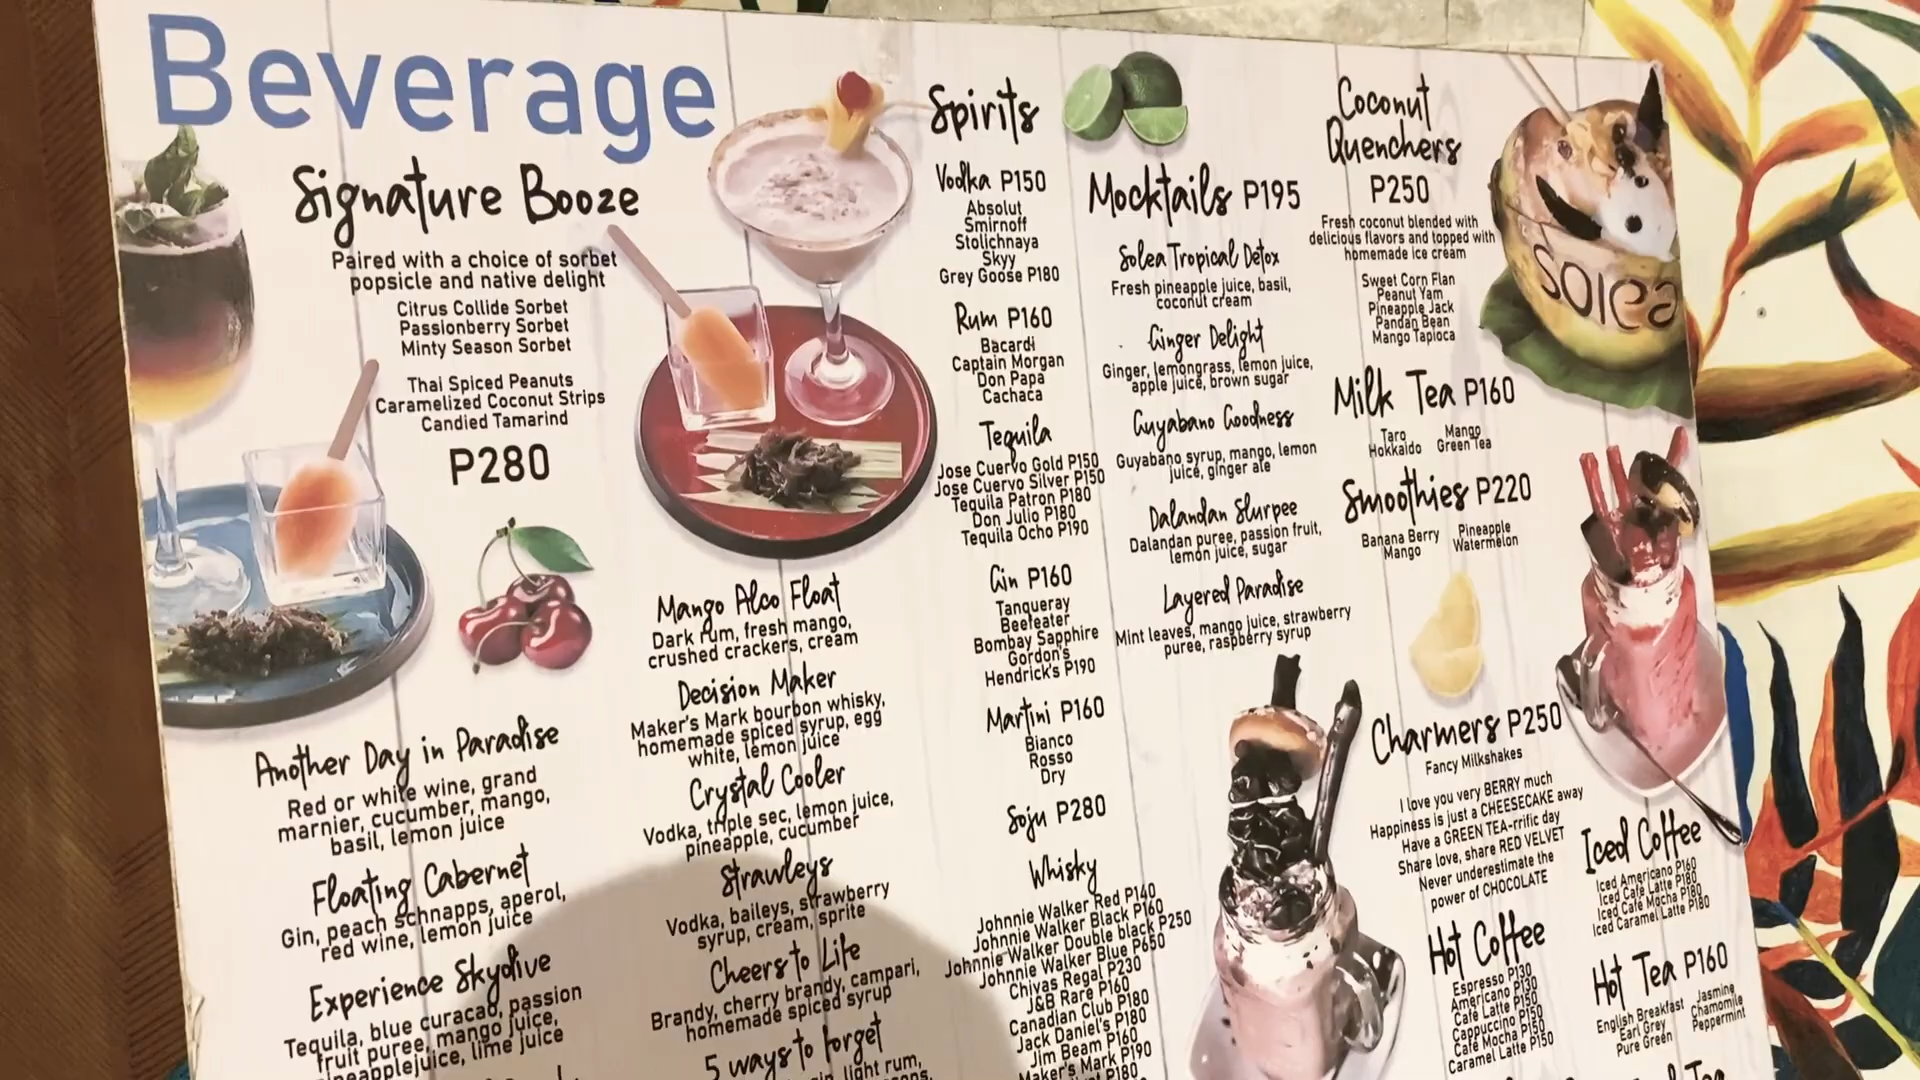 Beverage
Signature Booze
Paired with a choice of sorbet
popsicle and native delight
Citrus Collide Sorbet
Passionberry Sorbet
Minty Season Sorbet
Thai Spiced Peanuts
Caramelized Coconut Strips
Candied Tamarind
P280
Another Day in Paradise
Red or white wine, grand
marnier, cucumber, mango,
basil, lemon juice
Floating Cabernet
Gin, peach schnapps, aperol,
red wine, lemon juice
Experience Skydive
Tequila, blue curacao, passion
fruit puree, mango juice,
pineapplejuice, lime juice
Mango Alco Float
Dark rum, fresh mango,
crushed crackers, cream
Decision Maker
Maker's Mark bourbon whisky,
homemade spiced syrup, egg
white, lemon juice
Crystal Cooler
Vodka, triple sec, lemon juice,
pineapple, cucumber
Strawleys
Vodka, baileys, strawberry
syrup, cream, sprite
Cheers to Life
Brandy, cherry brandy, campari,
homemade spiced syrup
5 ways to forget
light rum,
Spirits
Vodka P150
Absolut
Smirnoff
Stolichnaya
Skyy
Grey Goose P180
Rum P160
Bacardi
Captain Morgan
Don Papa
Cachaca
Tequila
Jose Cuervo Gold P150
Jose Cuervo Silver P150
Tequila Patron P180
Don Julio P180
Tequila Ocho P190
Gin P160
Tanqueray
Beefeater
Bombay Sapphire
Gordon's
Hendrick's P190
Martini P160
Bianco
Rosso
Dry
Soju P280
Whisky
Johnnie Walker Red P140
Johnnie Walker Black P160
Johnnie Walker Double black P250
Johnnie Walker Blue P650
Chivas Regal P230
J&B Rare P160
Canadian Club P180
Jack Daniel's P180
Jim Beam P160
Maker's Mark P190
P180
Mocktails P195
Solea Tropical Detox
Fresh pineapple juice, basil,
coconut cream
Ginger Delight
Ginger, lemongrass, lemon juice,
apple juice, brown sugar
Guyabano Goodness
Guyabano syrup, mango, lemon
juice, ginger ale
Dalandan Slurpee
Dalandan puree, passion fruit,
lemon juice, sugar
Layered Paradise
Mint leaves, mango juice, strawberry
puree, raspberry syrup
Coconut
Quenchers
P250
Fresh coconut blended with
delicious flavors and topped with
homemade ice cream
Sweet Corn Flan
Peanut Yam
Pineapple Jack
Pandan Bean
Mango Tapioca
solea
Milk Tea P160
Taro Mango
Hokkaido Green Tea
Smoothies P220
Banana Berry Pineapple
Mango Watermelon
Charmers P250
Fancy Milkshakes
I love you very BERRY much
Happiness is just a CHEESECAKE away
Have a GREEN TEA-rrific day
Share love, share RED VELVET
Never underestimate the
power of CHOCOLATE
Hot Coffee
Espresso P130
Americano P130
Café Latte P150
Cappuccino P150
Café Mocha P150
Caramel Latte P150
Iced Coffee
Iced Americano P160
Iced Café Latte P180
Iced Café Mocha P180
Iced Caramel Latte P180
Hot Tea P160
English Breakfast Jasmine
Earl Grey Chamomile
Pure Green Peppermint
Tea